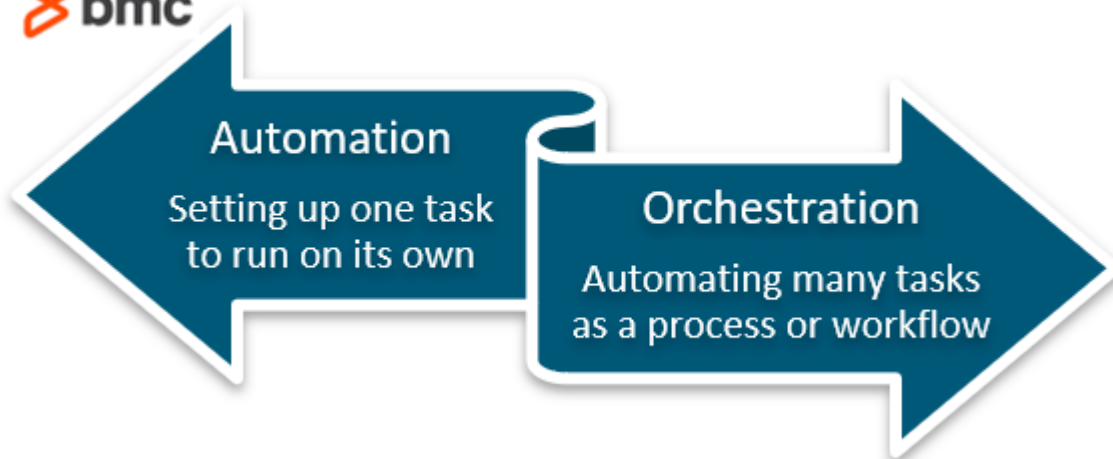 bmc
Automation
Setting up one task
to run on its own
Orchestration
Automating many tasks
as a process or workflow